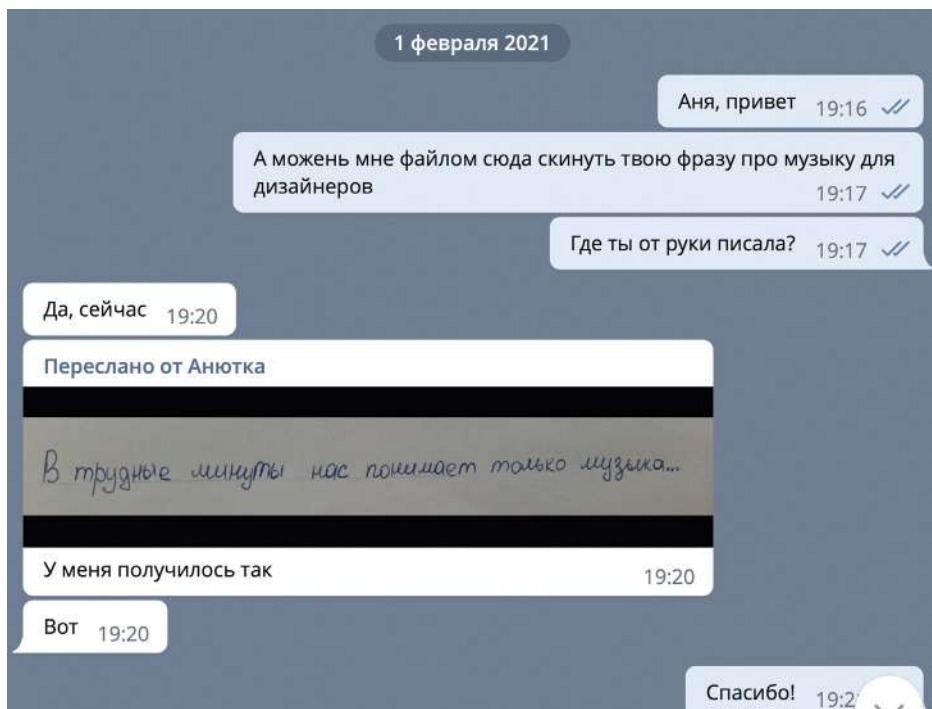 1 февраля 2021
Аня, привет 19:16
А можень мне файлом сюда скинуть твою фразу про музыку для
дизайнеров 19:17
Где ты от руки писала? 19:17
Да, сейчас 19:20
Переслано от Анютка
В трудные минуты нас понимает только музыка...
У меня получилось так 19:20
Вот 19:20
Спасибо!